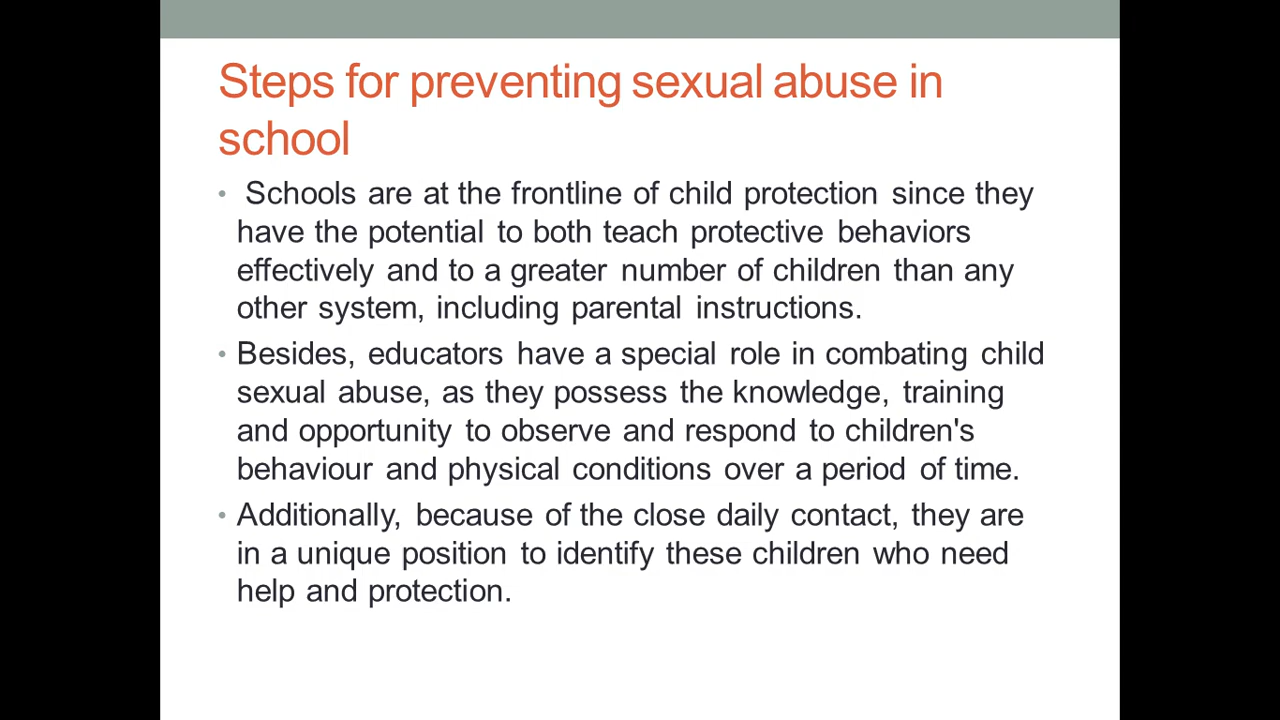 Steps for preventing sexual abuse in
school
• Schools are at the frontline of child protection since they
have the potential to both teach protective behaviors
effectively and to a greater number of children than any
other system, including parental instructions.
• Besides, educators have a special role in combating child
sexual abuse, as they possess the knowledge, training
and opportunity to observe and respond to children's
behaviour and physical conditions over a period of time.
• Additionally, because of the close daily contact, they are
in a unique position to identify these children who need
help and protection.